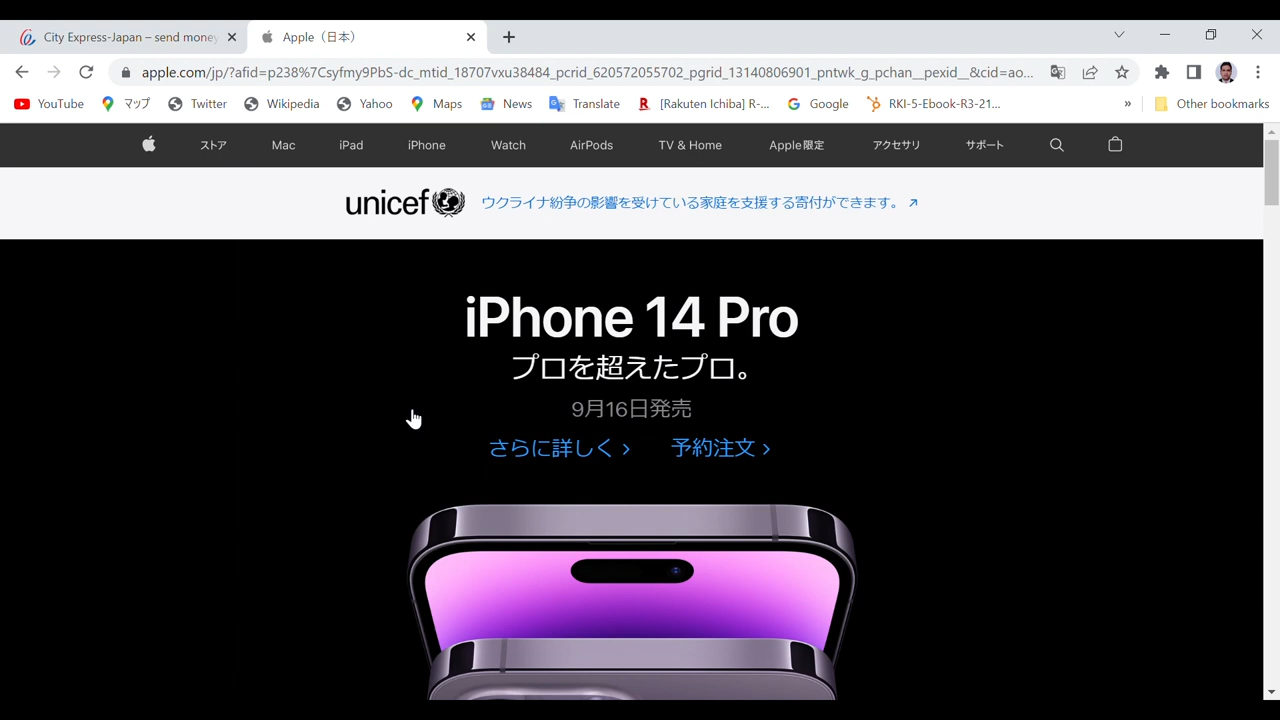 City Express-Japan – send money
Apple（日本）
apple.com/jp/?afid=p238%7Csyfmy9PbS-dc_mtid_18707vxu38484_pcrid_620572055702_pgrid_13140806301_pntwk_g_pchan__pexid__&cid=ao...
YouTube マップ Twitter Wikipedia Yahoo Maps News Translate [Rakuten Ichiba] R-... Google RKI-5-Ebook-R3-21... » Other bookmarks
ストア Mac iPad iPhone Watch AirPods TV & Home Apple限定 アクセサリ サポート
unicef ウクライナ紛争の影響を受けている家庭を支援する寄付ができます。
iPhone 14 Pro
プロを超えたプロ。
9月16日発売
さらに詳しく > 予約注文 >